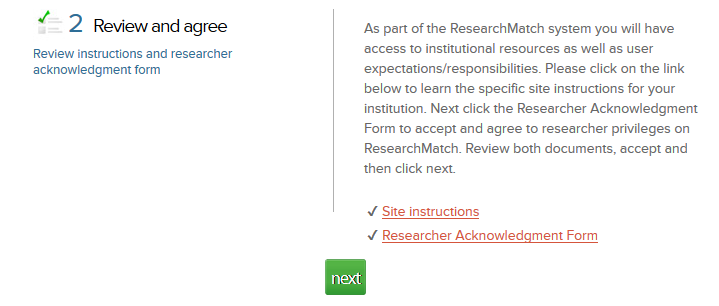 2 Review and agree
Review instructions and researcher
acknowledgment form
As part of the ResearchMatch system you will have
access to institutional resources as well as user
expectations/responsibilities. Please click on the link
below to learn the specific site instructions for your
institution. Next click the Researcher Acknowledgment
Form to accept and agree to researcher privileges on
ResearchMatch. Review both documents, accept and
then click next.
✓ Site instructions
✓ Researcher Acknowledgment Form
next